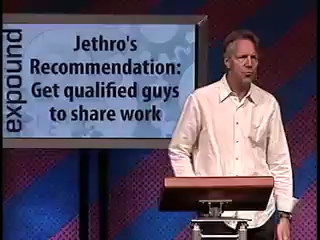 expound
Jethro's
Recommendation:
Get qualified guys
to share work